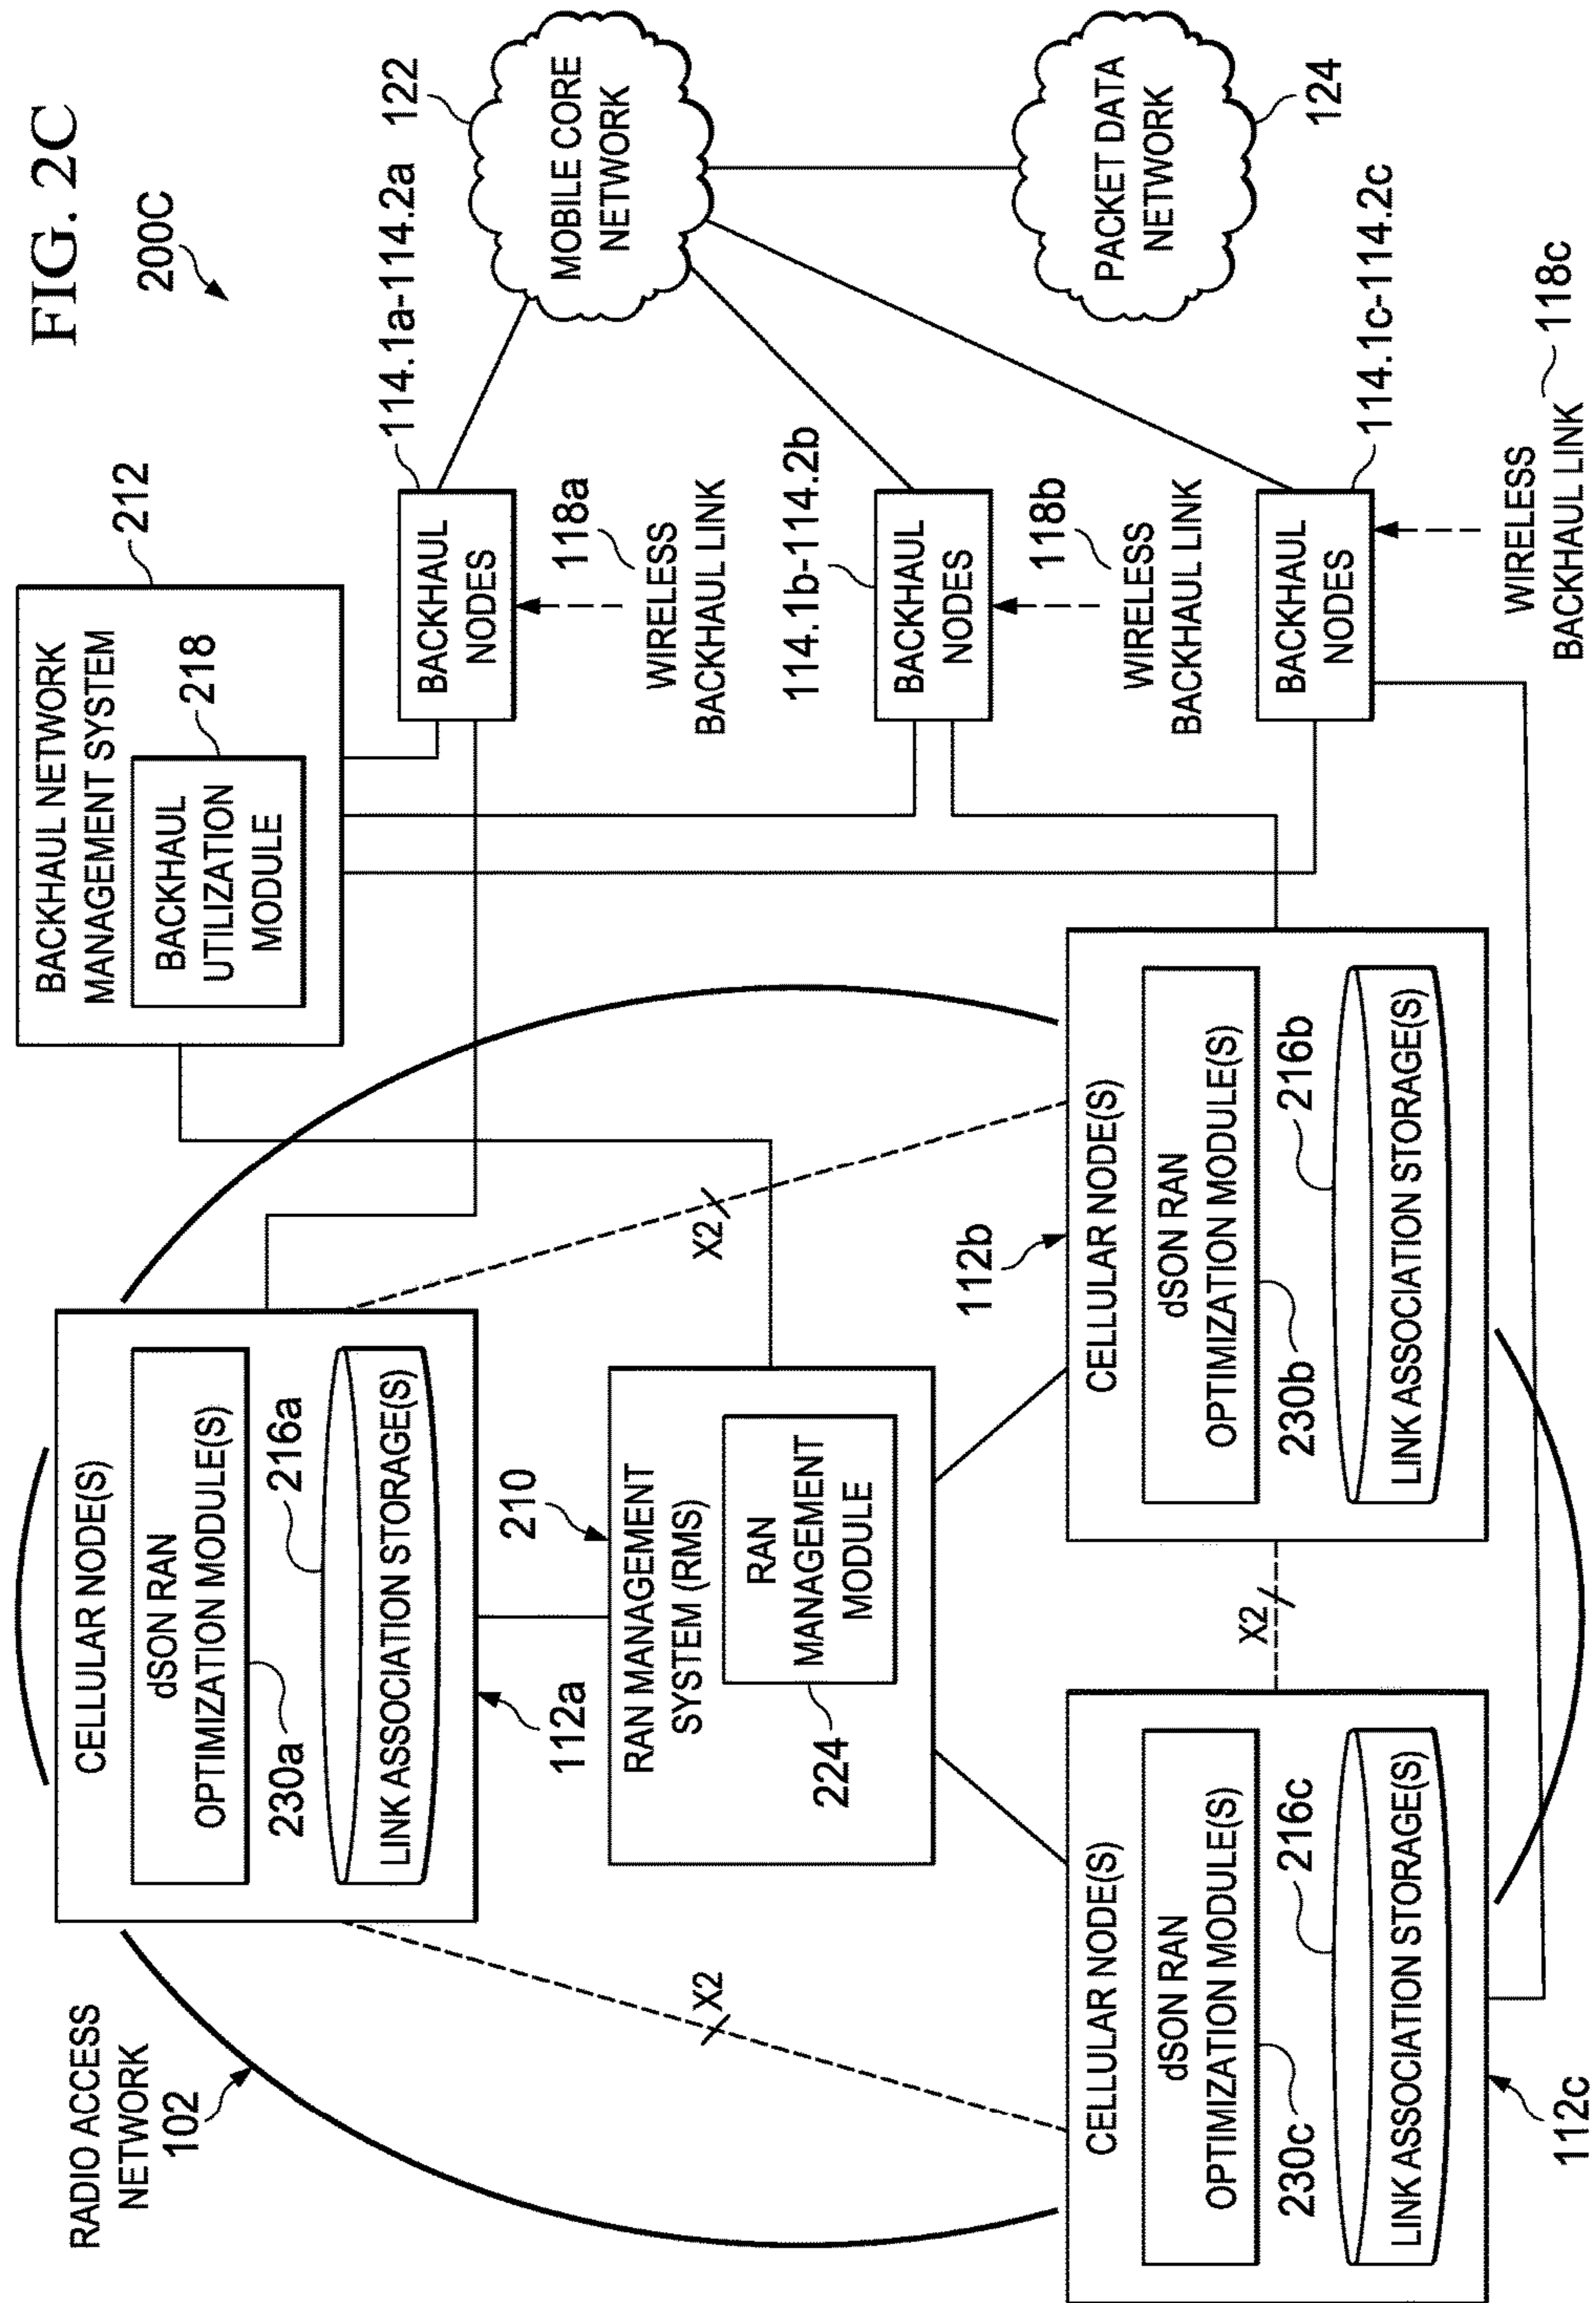 FIG. 2C
200C
RADIO ACCESS
NETWORK
102
CELLULAR NODE(S)
dSON RAN
OPTIMIZATION MODULE(S)
230a
216a
LINK ASSOCIATION STORAGE(S)
112a
BACKHAUL NETWORK
MANAGEMENT SYSTEM
212
BACKHAUL
UTILIZATION
MODULE
218
X2
X2
210
RAN MANAGEMENT
SYSTEM (RMS)
RAN
MANAGEMENT
MODULE
224
BACKHAUL
NODES
114.1a-114.2a
118a
WIRELESS
BACKHAUL LINK
MOBILE CORE
NETWORK
122
BACKHAUL
NODES
114.1b-114.2b
118b
WIRELESS
BACKHAUL LINK
PACKET DATA
NETWORK
124
CELLULAR NODE(S)
dSON RAN
OPTIMIZATION MODULE(S)
230c
216c
LINK ASSOCIATION STORAGE(S)
112c
X2
112b
CELLULAR NODE(S)
dSON RAN
OPTIMIZATION MODULE(S)
230b
216b
LINK ASSOCIATION STORAGE(S)
BACKHAUL
NODES
114.1c-114.2c
WIRELESS
BACKHAUL LINK
118c